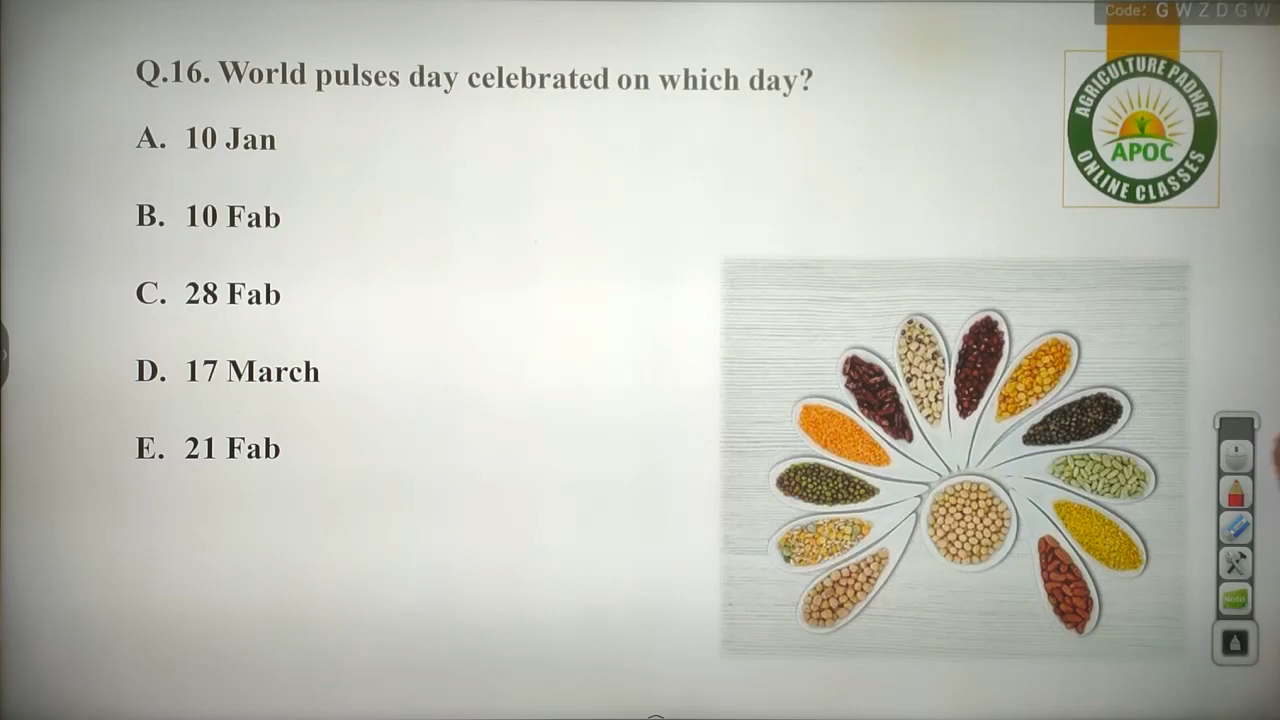 Code: G W Z D G W
Q.16. World pulses day celebrated on which day?
A. 10 Jan
B. 10 Fab
C. 28 Fab
D. 17 March
E. 21 Fab
AGRICULTURE PADHAI
APOC
ONLINE CLASSES
Note